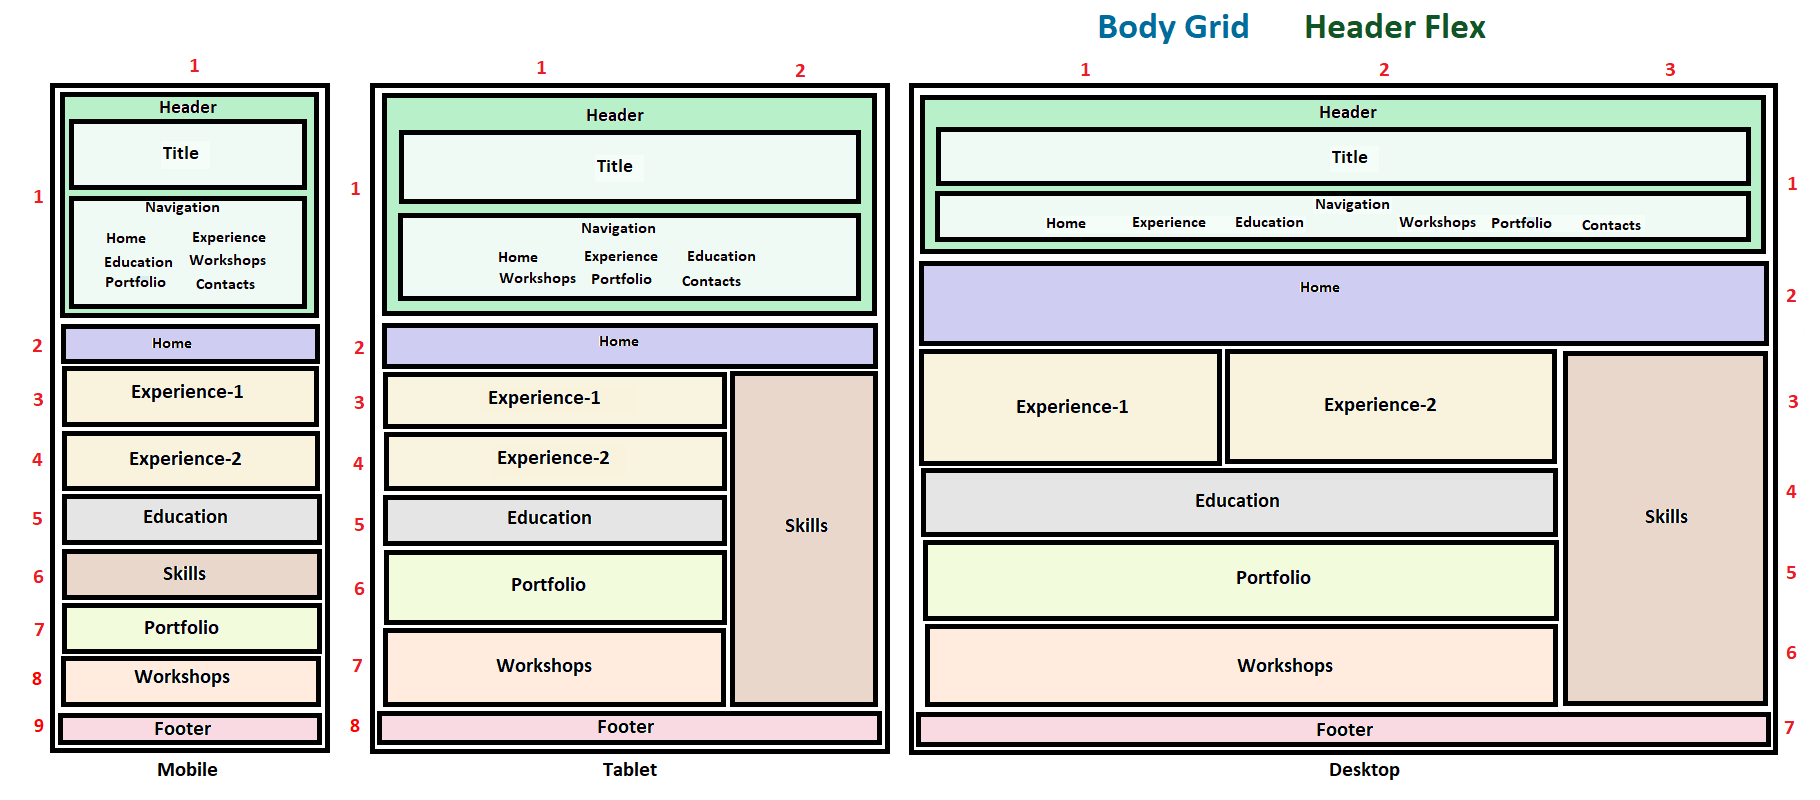 Body Grid Header Flex
1
1
Header
Title
Navigation
Home Experience
Education Workshops
Portfolio Contacts
2
Home
3
Experience-1
4
Experience-2
5
Education
6
Skills
7
Portfolio
8
Workshops
9
Footer
Mobile
1 2
1
Header
Title
Navigation
Home Experience Education
Workshops Portfolio Contacts
2
Home
3
Experience-1
4
Experience-2
5
Education
Skills
6
Portfolio
7
Workshops
8
Footer
Tablet
1 2 3
Header
Title
1
Navigation
Home Experience Education Workshops Portfolio Contacts
Home
2
Experience-1 Experience-2
3
Education
4
Skills
Portfolio
5
Workshops
6
Footer
7
Desktop